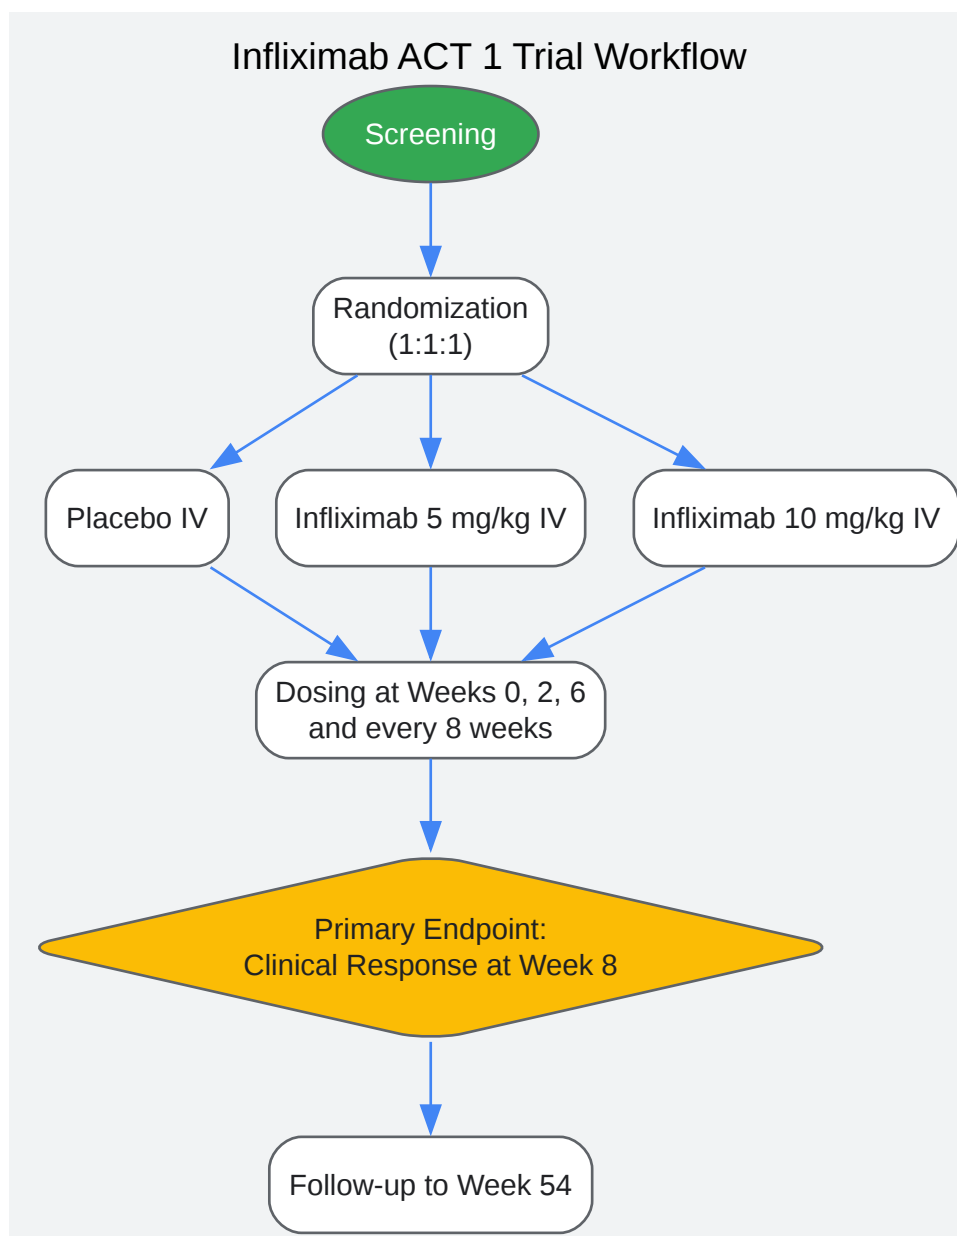 Infliximab ACT 1 Trial Workflow
Screening
Randomization
(1:1:1)
Placebo IV
Infliximab 5 mg/kg IV
Infliximab 10 mg/kg IV
Dosing at Weeks 0, 2, 6
and every 8 weeks
Primary Endpoint:
Clinical Response at Week 8
Follow-up to Week 54